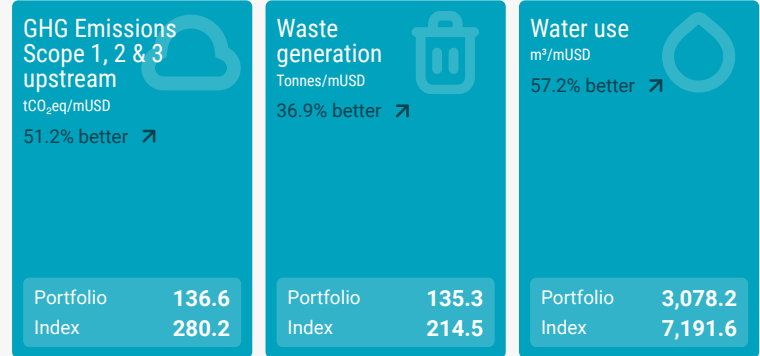 GHG Emissions
Scope 1, 2 & 3
upstream
tCO₂eq/mUSD
51.2% better
Portfolio 136.6
Index 280.2
Waste
generation
Tonnes/mUSD
36.9% better
Portfolio 135.3
Index 214.5
Water use
m³/mUSD
57.2% better
Portfolio 3,078.2
Index 7,191.6